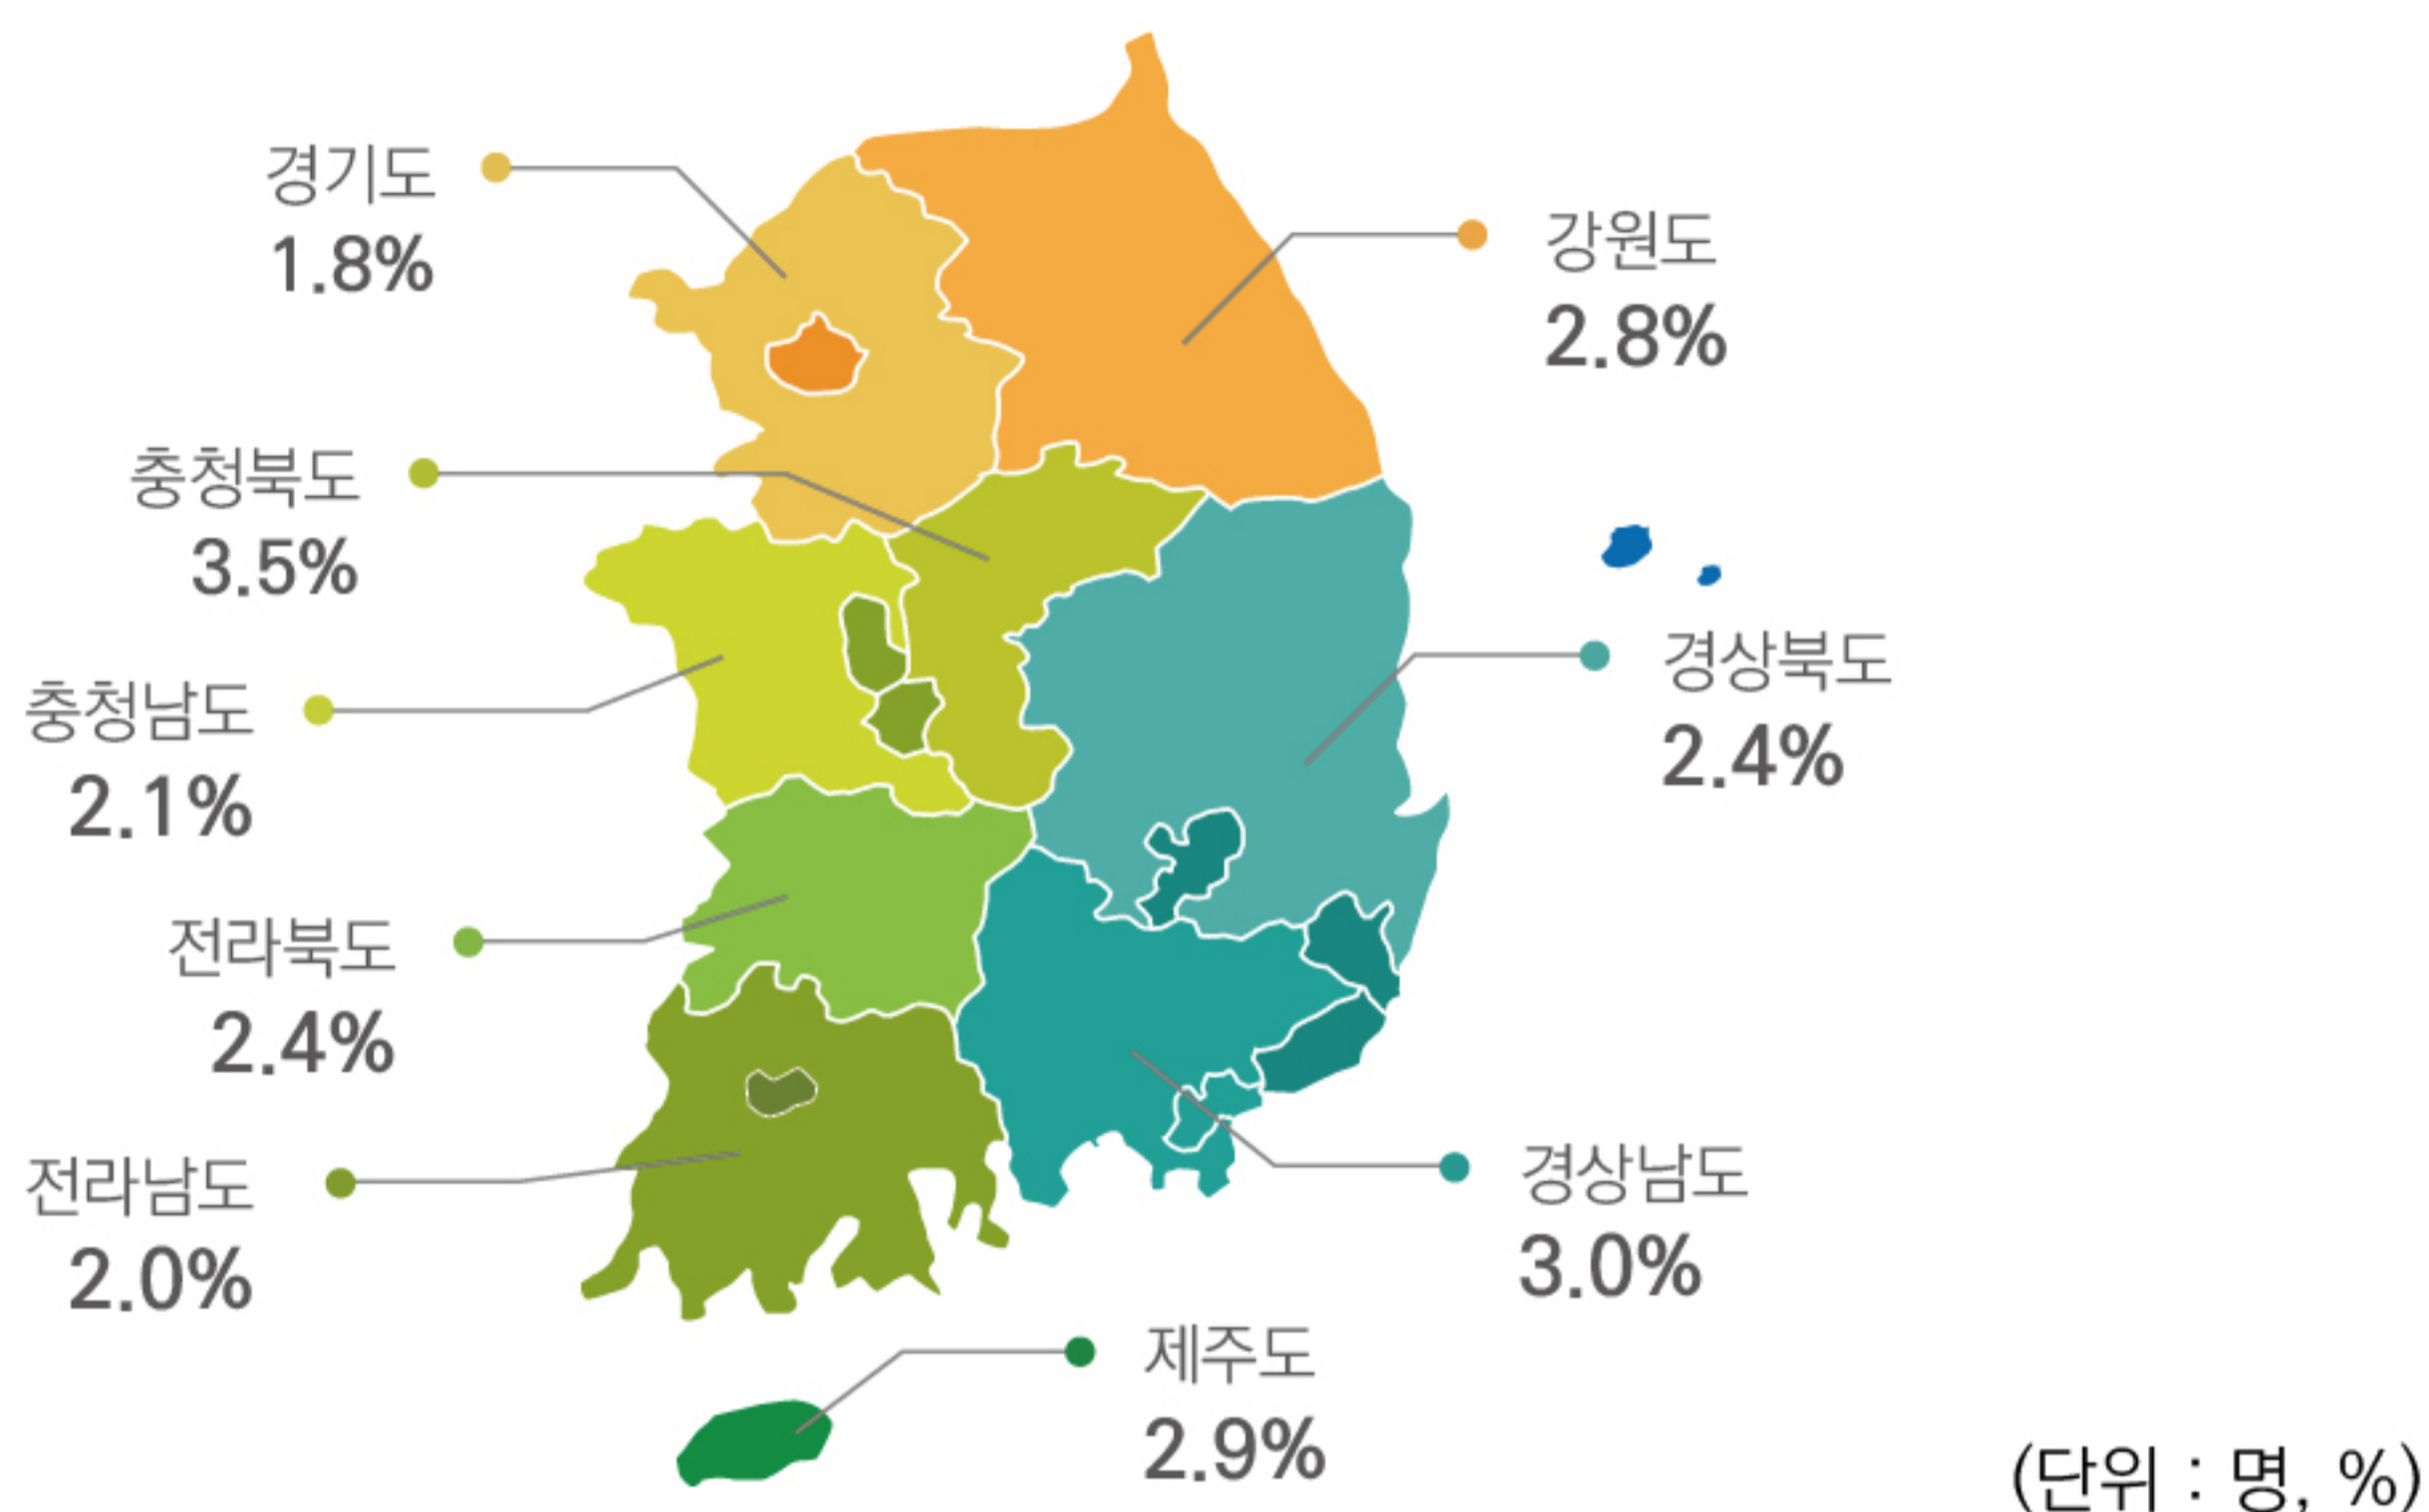 경기도
1.8%
강원도
2.8%
충청북도
3.5%
경상북도
2.4%
충청남도
2.1%
전라북도
2.4%
전라남도
2.0%
경상남도
3.0%
제주도
2.9%
(단위 : 명, %)